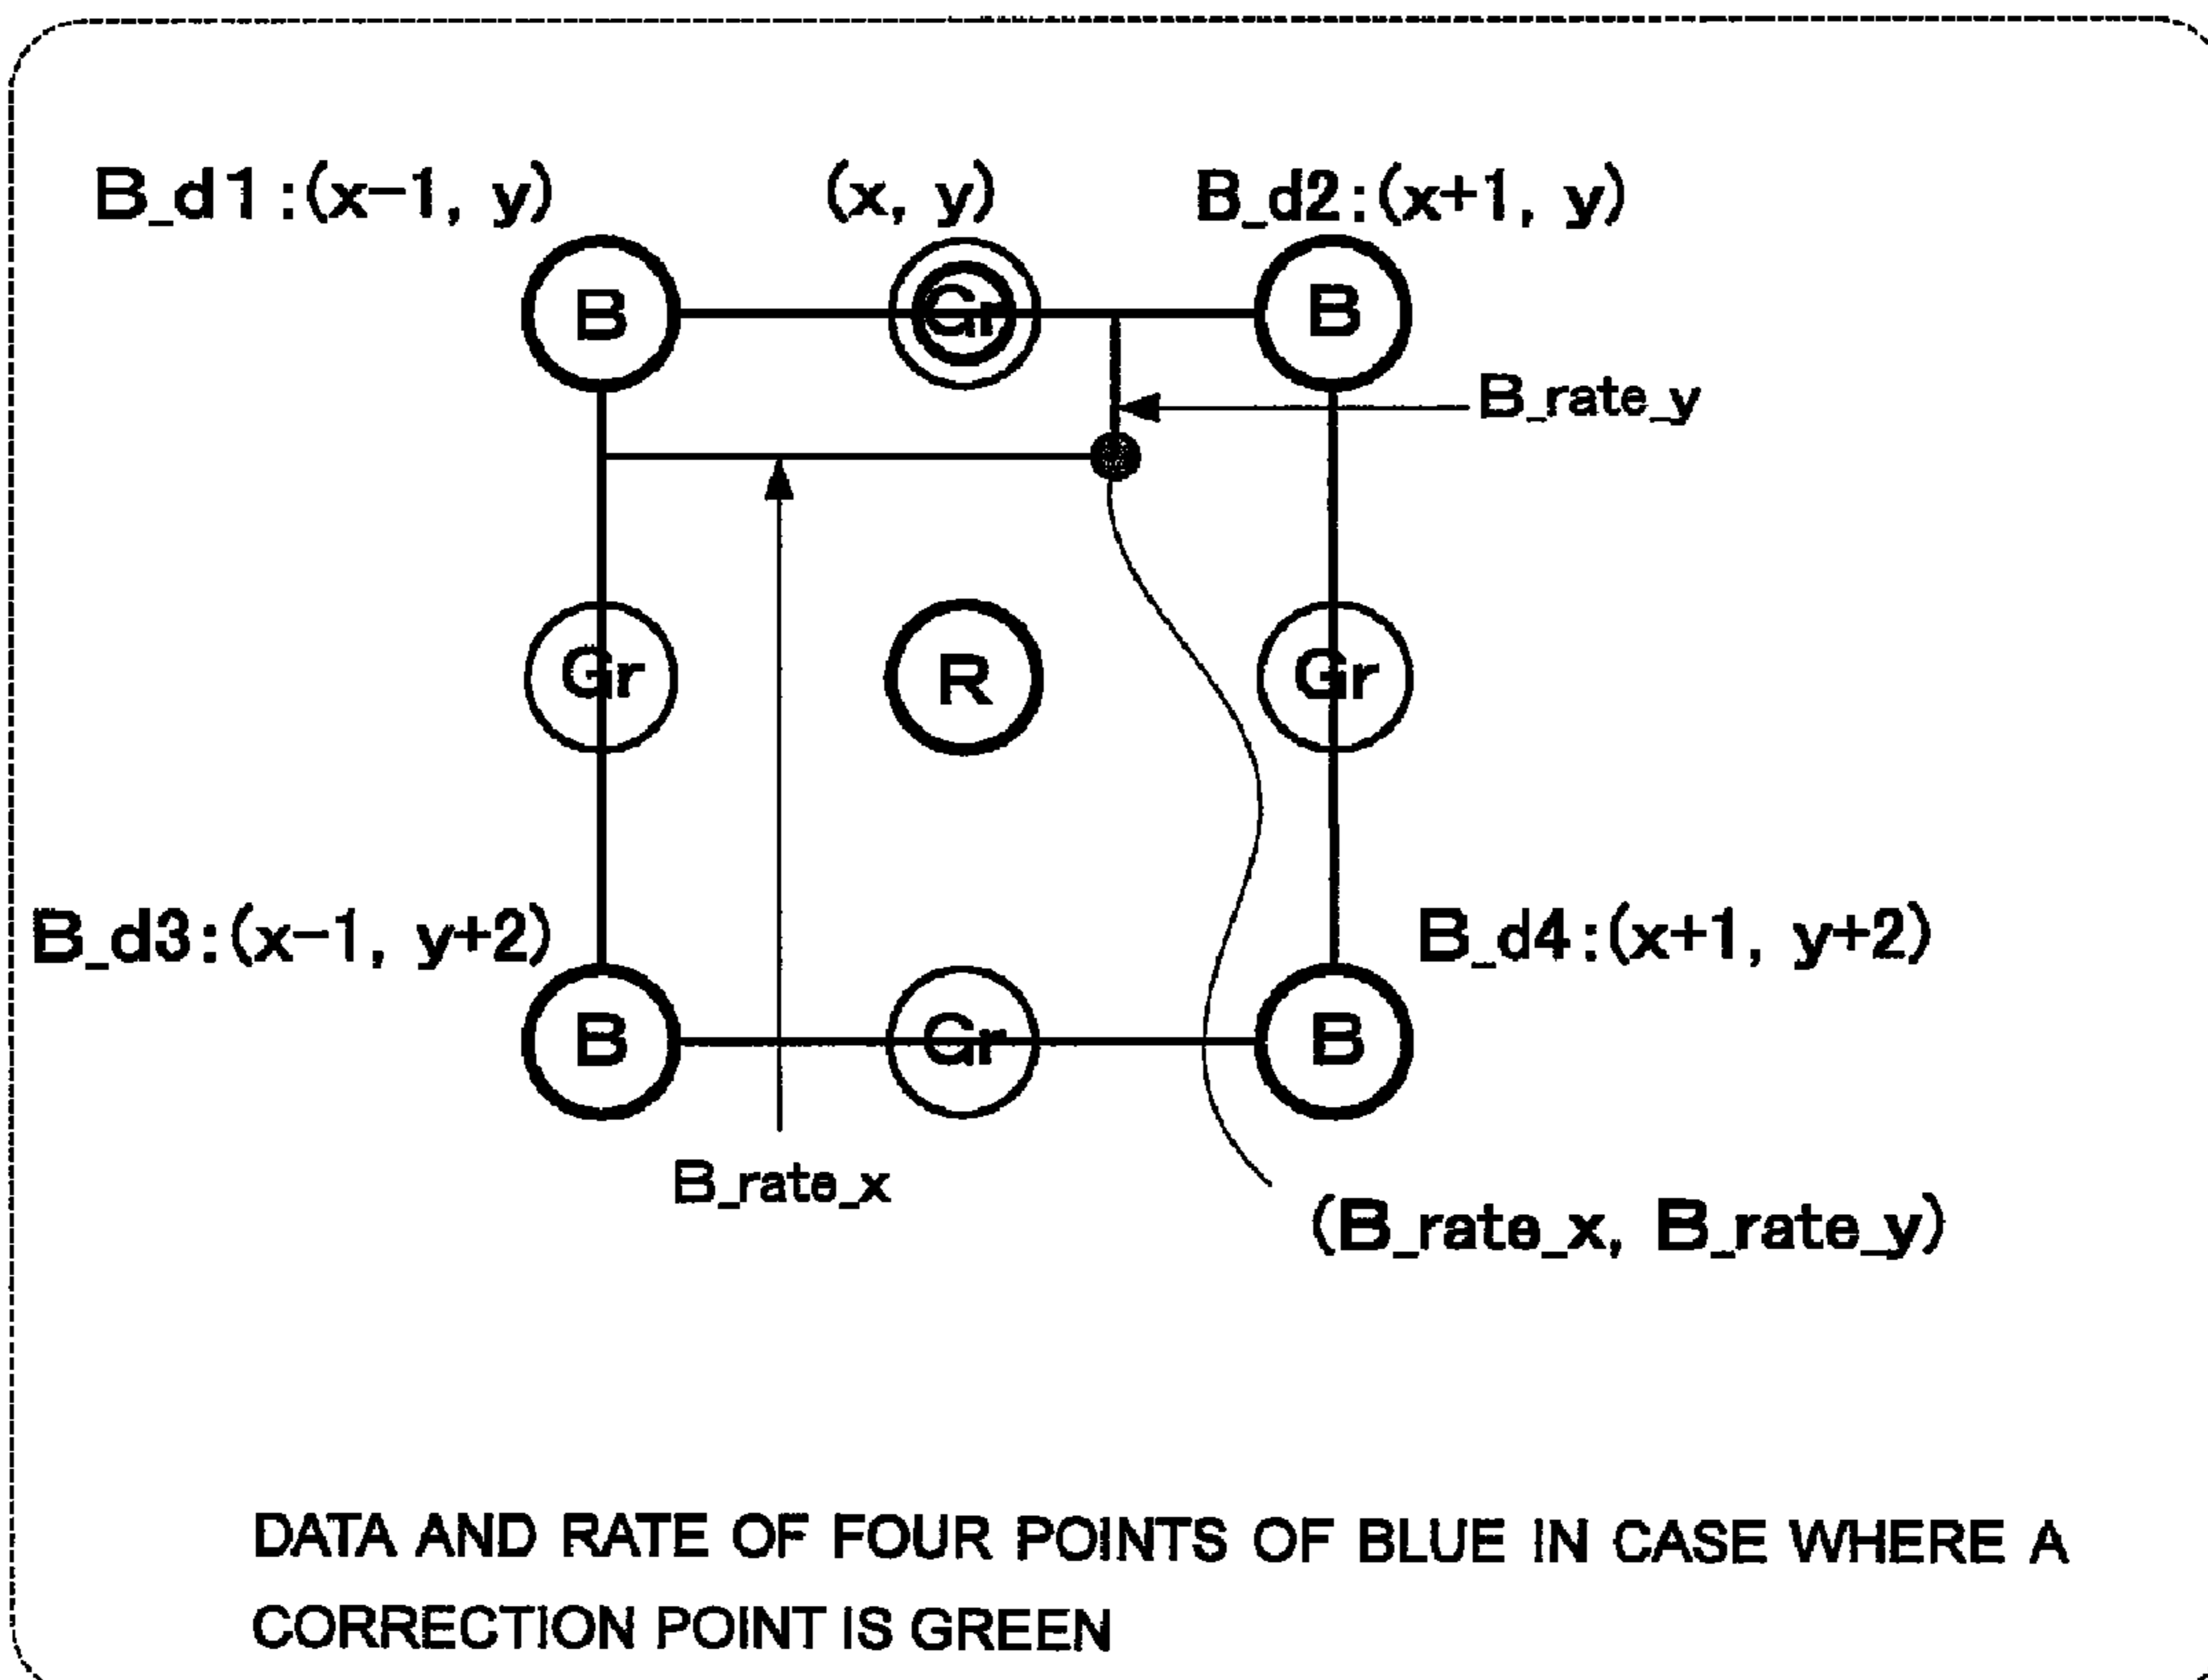 B_d1:(x-1, y) (x, y) B_d2:(x+1, y)
B Gr B
B_rate_y
Gr R Gr
B_d3:(x-1, y+2) B_d4:(x+1, y+2)
B Gr B
B_rate_x
(B_rate_x, B_rate_y)
DATA AND RATE OF FOUR POINTS OF BLUE IN CASE WHERE A
CORRECTION POINT IS GREEN